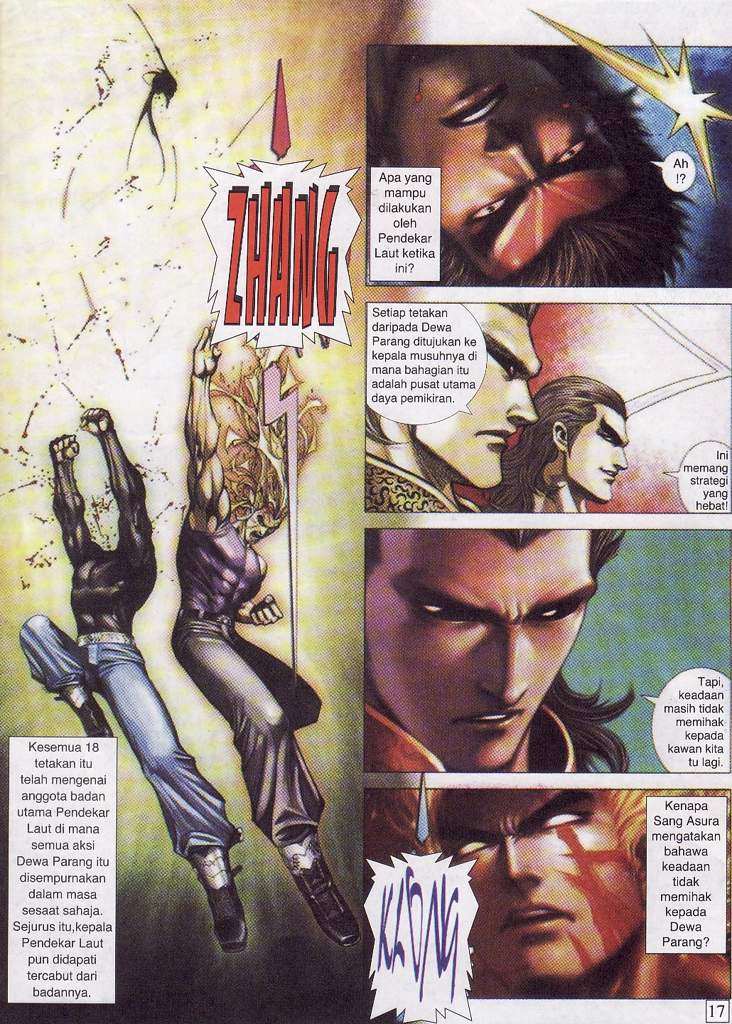 ZHANG
Kesemua 18
tetakan itu
telah mengenai
anggota badan
utama Pendekar
Laut di mana
semua aksi
Dewa Parang itu
disempurnakan
dalam masa
sesaat sahaja.
Sejurus itu,kepala
Pendekar Laut
pun didapati
tercabut dari
badannya.
Ah
!?
Apa yang
mampu
dilakukan
oleh
Pendekar
Laut ketika
ini?
Setiap tetakan
daripada Dewa
Parang ditujukan ke
kepala musuhnya di
mana bahagian itu
adalah pusat utama
daya pemikiran.
Ini
memang
strategi
yang
hebat!
Tapi,
keadaan
masih tidak
memihak
kepada
kawan kita
tu lagi.
Kenapa
Sang Asura
mengatakan
bahawa
keadaan
tidak
memihak
kepada
Dewa
Parang?
KLONG
17